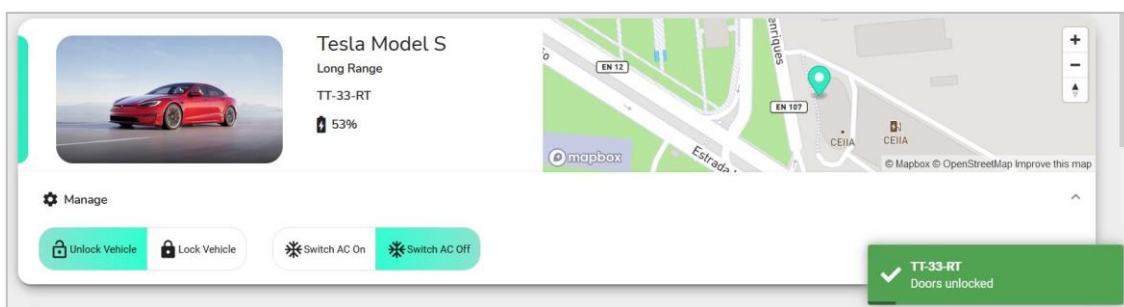 Tesla Model S
Long Range
TT-33-RT
53%
EN 12
nriques
EN 107
CEIIA
CEIIA
Estrada
mapbox
© Mapbox © OpenStreetMap Improve this map
Manage
Unlock Vehicle
Lock Vehicle
Switch AC On
Switch AC Off
TT-33-RT
Doors unlocked